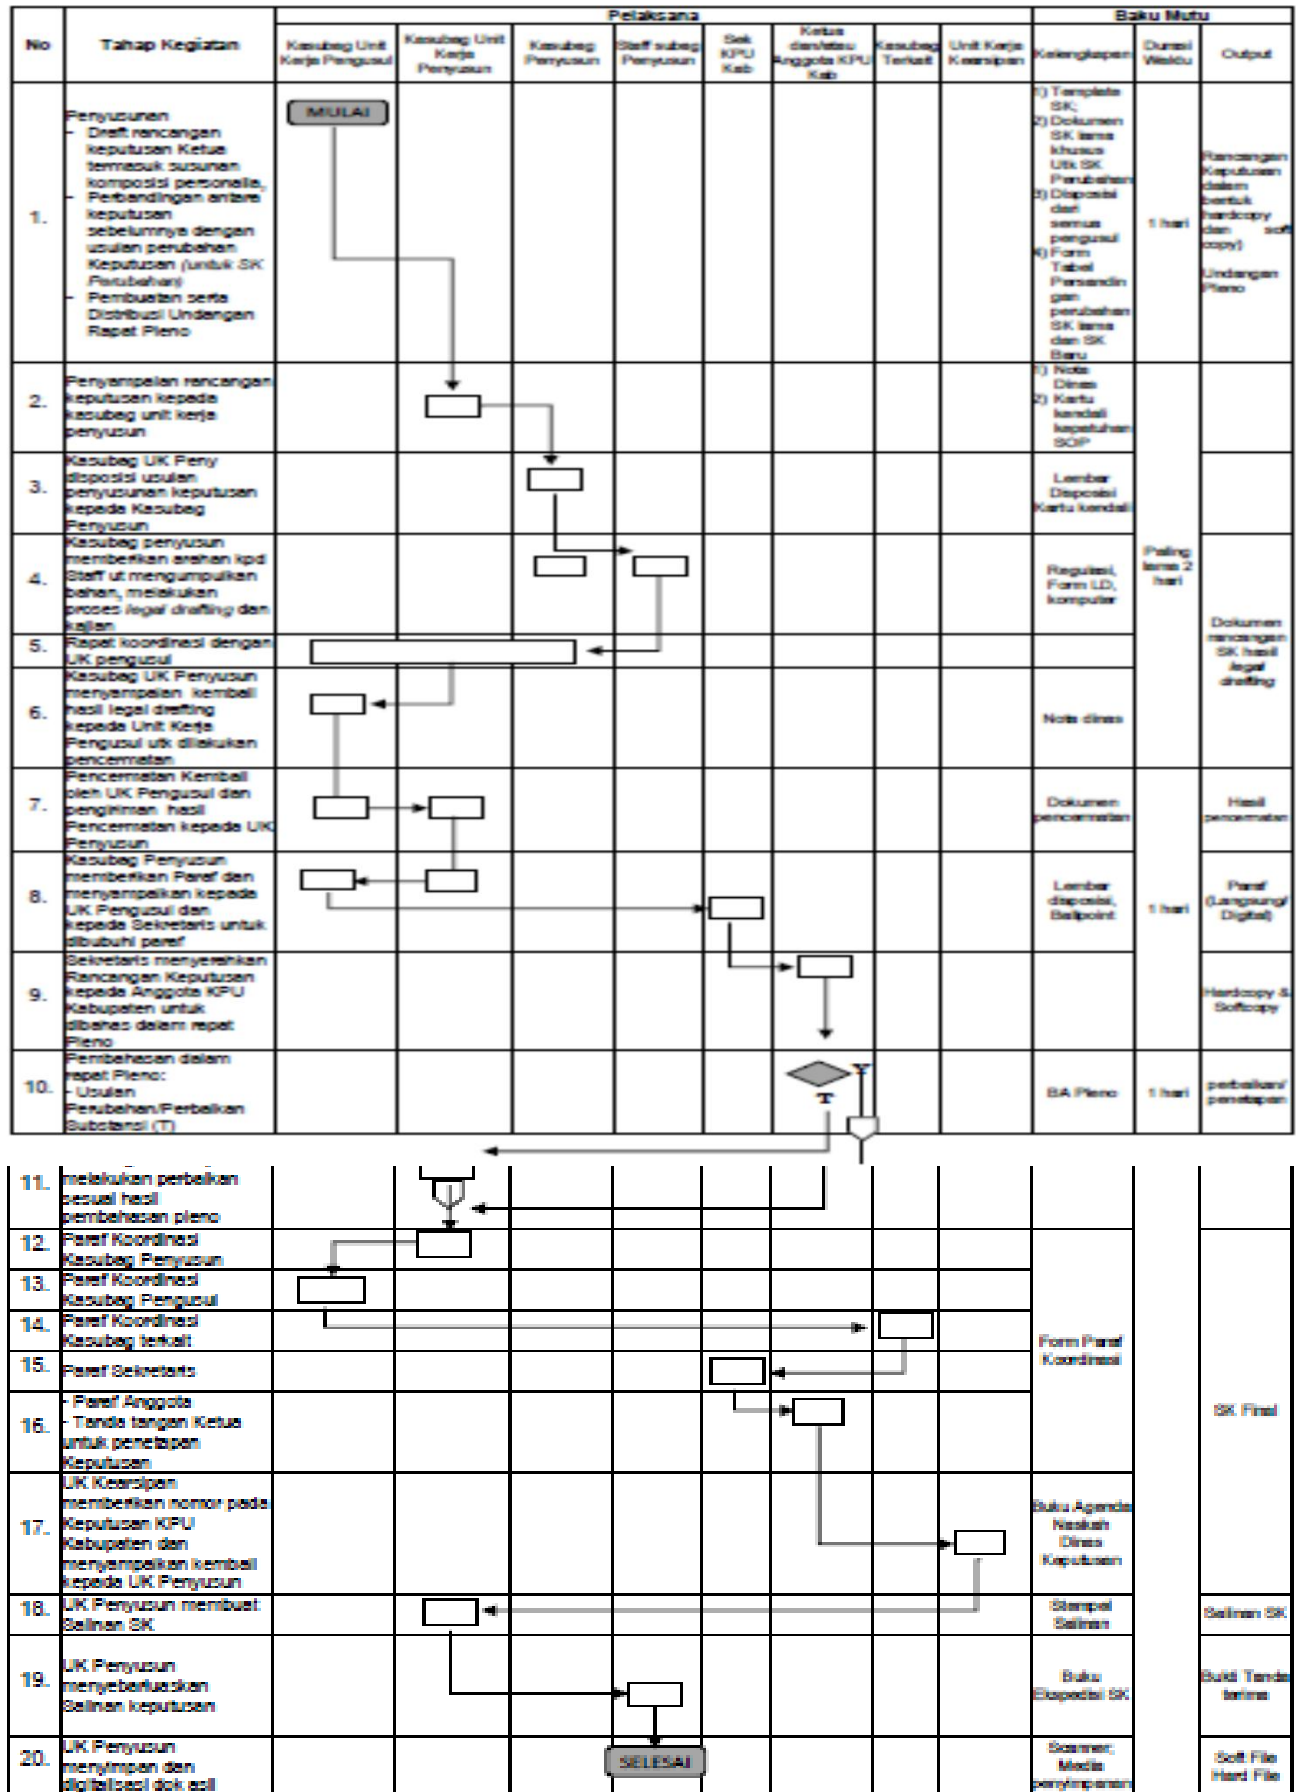 Pelaksana
Baku Mutu
No
Tahap Kegiatan
Kasubag Unit
Kerja Pengusul
Kasubag Unit
Kerja
Penyusun
Kasubag
Penyusun
Staff subag
Penyusun
Sek
KPU
Kab
Ketua
dan/atau
Anggota KPU
Kab
Kasubag
Terkait
Unit Kerja
Kearsipan
Kelengkapan
Durasi
Waktu
Output
1.
Penyusunan
- Draft rancangan
keputusan Ketua
termasuk susunan
komposisi personalia,
- Perbandingan antara
keputusan
sebelumnya dengan
usulan perubahan
Keputusan (untuk SK
Perubahan)
- Pembuatan serta
Distribusi Undangan
Rapat Pleno
MULAI
1) Template
SK;
2) Dokumen
SK lama
khusus
Utk SK
Perubahan
3) Disposisi
dari
semua
pengusul
4) Form
Tabel
Persandin
gan
perubahan
SK lama
dan SK
Baru
1 hari
Rancangan
Keputusan
dalam
bentuk
hardcopy
dan soft
copy)
Undangan
Pleno
2.
Penyampaian rancangan
keputusan kepada
kasubag unit kerja
penyusun
1) Nota
Dinas
2) Kartu
kendali
kepatuhan
SOP
3.
Kasubag UK Peny
disposisi usulan
penyusunan keputusan
kepada Kasubag
Penyusun
Lembar
Disposisi
Kartu kendali
4.
Kasubag penyusun
memberikan arahan kpd
Staff ut mengumpulkan
bahan, melakukan
proses legal drafting dan
kajian
Regulasi,
Form LD,
komputer
Paling
lama 2
hari
Dokumen
rancangan
SK hasil
legal
drafting
5.
Rapat koordinasi dengan
UK pengusul
6.
Kasubag UK Penyusun
menyampaian kembali
hasil legal drafting
kepada Unit Kerja
Pengusul utk dilakukan
pencermatan
Nota dinas
7.
Pencermatan Kembali
oleh UK Pengusul dan
pengiriman hasil
Pencermatan kepada UK
Penyusun
Dokumen
pencermatan
Hasil
pencermatan
8.
Kasubag Penyusun
memberikan Paraf dan
menyampaikan kepada
UK Pengusul dan
kepada Sekretaris untuk
dibubuhi paraf
Lembar
disposisi,
Ballpoint
1 hari
Paraf
(Langsung/
Digital)
9.
Sekretaris menyerahkan
Rancangan Keputusan
kepada Anggota KPU
Kabupaten untuk
dibahas dalam rapat
Pleno
Hardcopy &
Softcopy
10.
Pembahasan dalam
rapat Pleno:
- Usulan
Perubahan/Perbaikan
Substansi (T)
Y
T
BA Pleno
1 hari
perbaikan/
penetapan
11.
melakukan perbaikan
sesuai hasil
pembahasan pleno
12.
Paraf Koordinasi
Kasubag Penyusun
13.
Paraf Koordinasi
Kasubag Pengusul
14.
Paraf Koordinasi
Kasubag terkait
Form Paraf
Koordinasi
15.
Paraf Sekretaris
16.
- Paraf Anggota
- Tanda tangan Ketua
untuk penetapan
Keputusan
SK Final
17.
UK Kearsipan
memberikan nomor pada
Keputusan KPU
Kabupaten dan
menyampaikan kembali
kepada UK Penyusun
Buku Agenda
Naskah
Dinas
Keputusan
18.
UK Penyusun membuat
Salinan SK
Stempel
Salinan
Salinan SK
19.
UK Penyusun
menyebarluaskan
Salinan keputusan
Buku
Ekspedisi SK
Bukti Tanda
terima
20.
UK Penyusun
menyimpan dan
digitalisasi dok asli
SELESAI
Scanner,
Media
penyimpanan
Soft File
Hard File